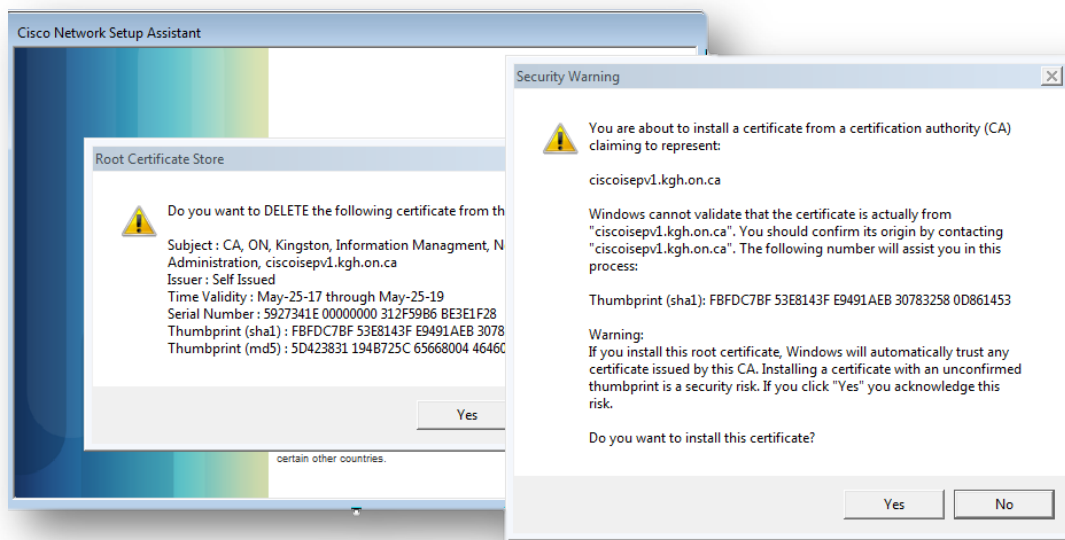 Cisco Network Setup Assistant
Root Certificate Store
Do you want to DELETE the following certificate from th
Subject : CA, ON, Kingston, Information Managment, N
Administration, ciscoisepv1.kgh.on.ca
Issuer : Self Issued
Time Validity : May-25-17 through May-25-19
Serial Number : 5927341E 00000000 312F59B6 BE3E1F28
Thumbprint (sha1) : FBFDC7BF 53E8143F E9491AEB 3078
Thumbprint (md5) : 5D423831 194B725C 65668004 46460
Yes
certain other countries.
Security Warning
You are about to install a certificate from a certification authority (CA)
claiming to represent:
ciscoisepv1.kgh.on.ca
Windows cannot validate that the certificate is actually from
"ciscoisepv1.kgh.on.ca". You should confirm its origin by contacting
"ciscoisepv1.kgh.on.ca". The following number will assist you in this
process:
Thumbprint (sha1): FBFDC7BF 53E8143F E9491AEB 30783258 0D861453
Warning:
If you install this root certificate, Windows will automatically trust any
certificate issued by this CA. Installing a certificate with an unconfirmed
thumbprint is a security risk. If you click "Yes" you acknowledge this
risk.
Do you want to install this certificate?
Yes
No